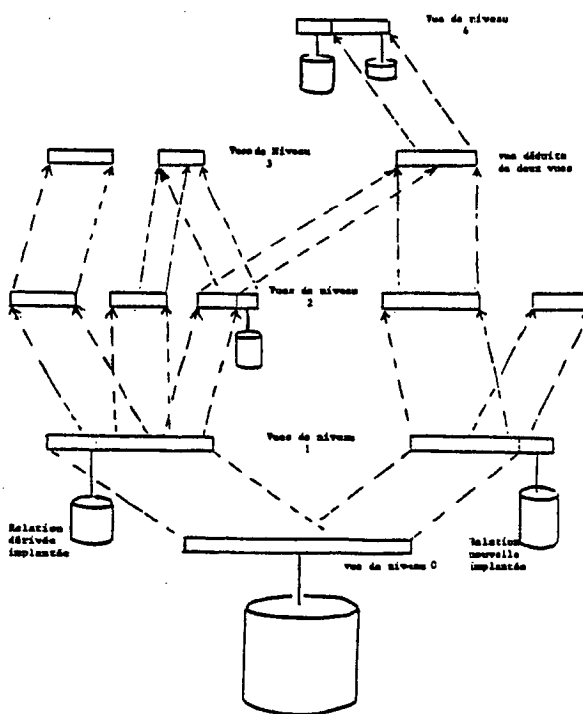 Vue de niveau
4
Vues de Niveau
3
vue déduite
de deux vues
Vues de niveau
2
Vues de niveau
1
Relation
dérivée
implantée
vue de niveau 0
Relation
nouvelle
implantée